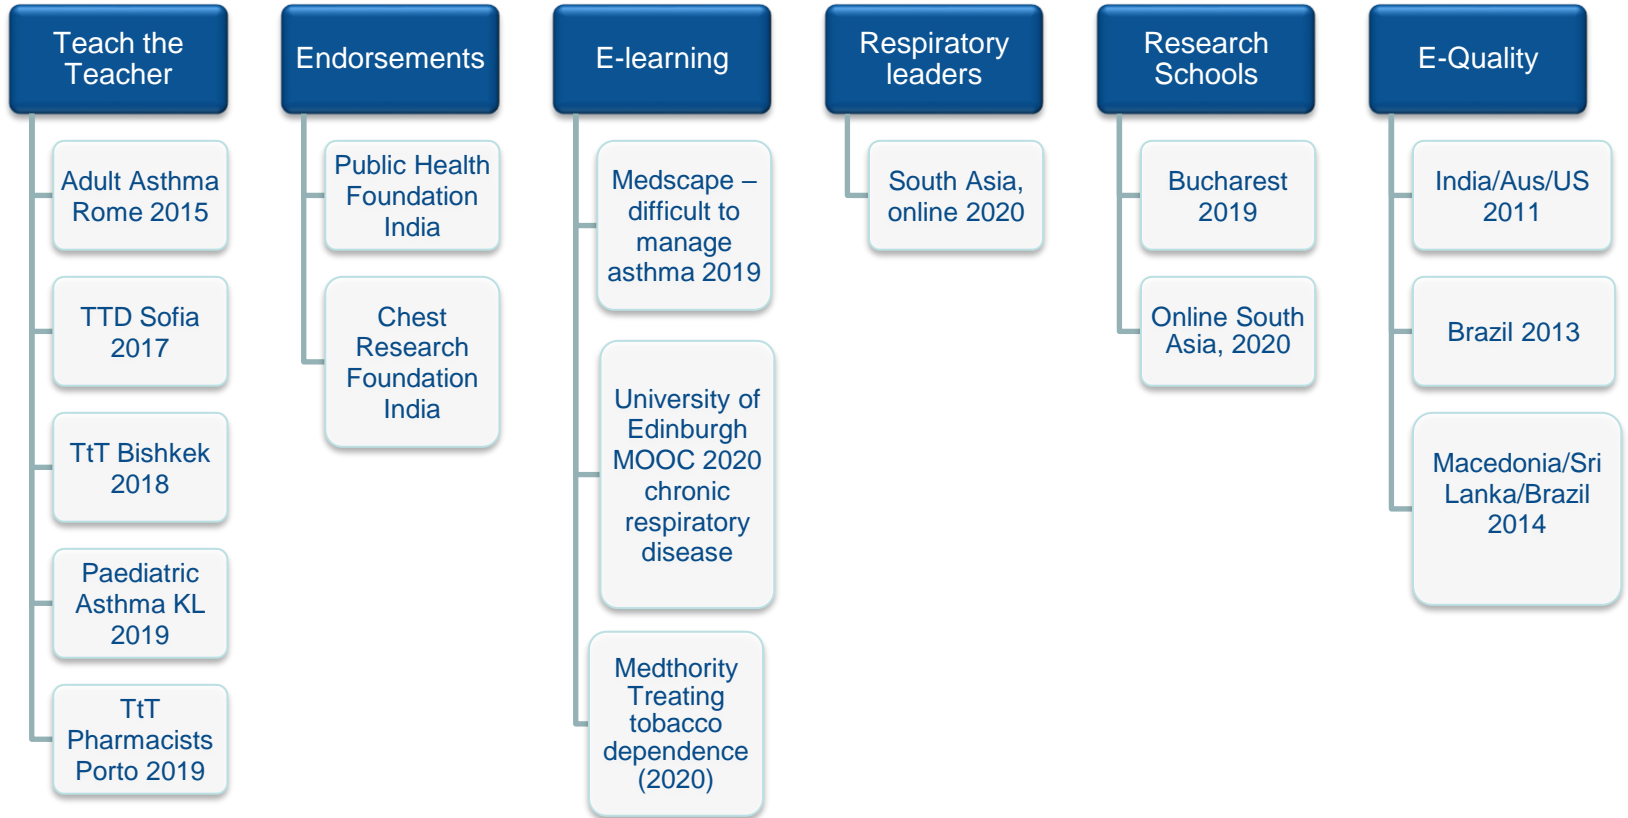 Teach the
Teacher
Adult Asthma
Rome 2015
TTD Sofia
2017
TtT Bishkek
2018
Paediatric
Asthma KL
2019
TtT
Pharmacists
Porto 2019
Endorsements
Public Health
Foundation
India
Chest
Research
Foundation
India
E-learning
Medscape –
difficult to
manage
asthma 2019
University of
Edinburgh
MOOC 2020
chronic
respiratory
disease
Medthority
Treating
tobacco
dependence
(2020)
Respiratory
leaders
South Asia,
online 2020
Research
Schools
Bucharest
2019
Online South
Asia, 2020
E-Quality
India/Aus/US
2011
Brazil 2013
Macedonia/Sri
Lanka/Brazil
2014